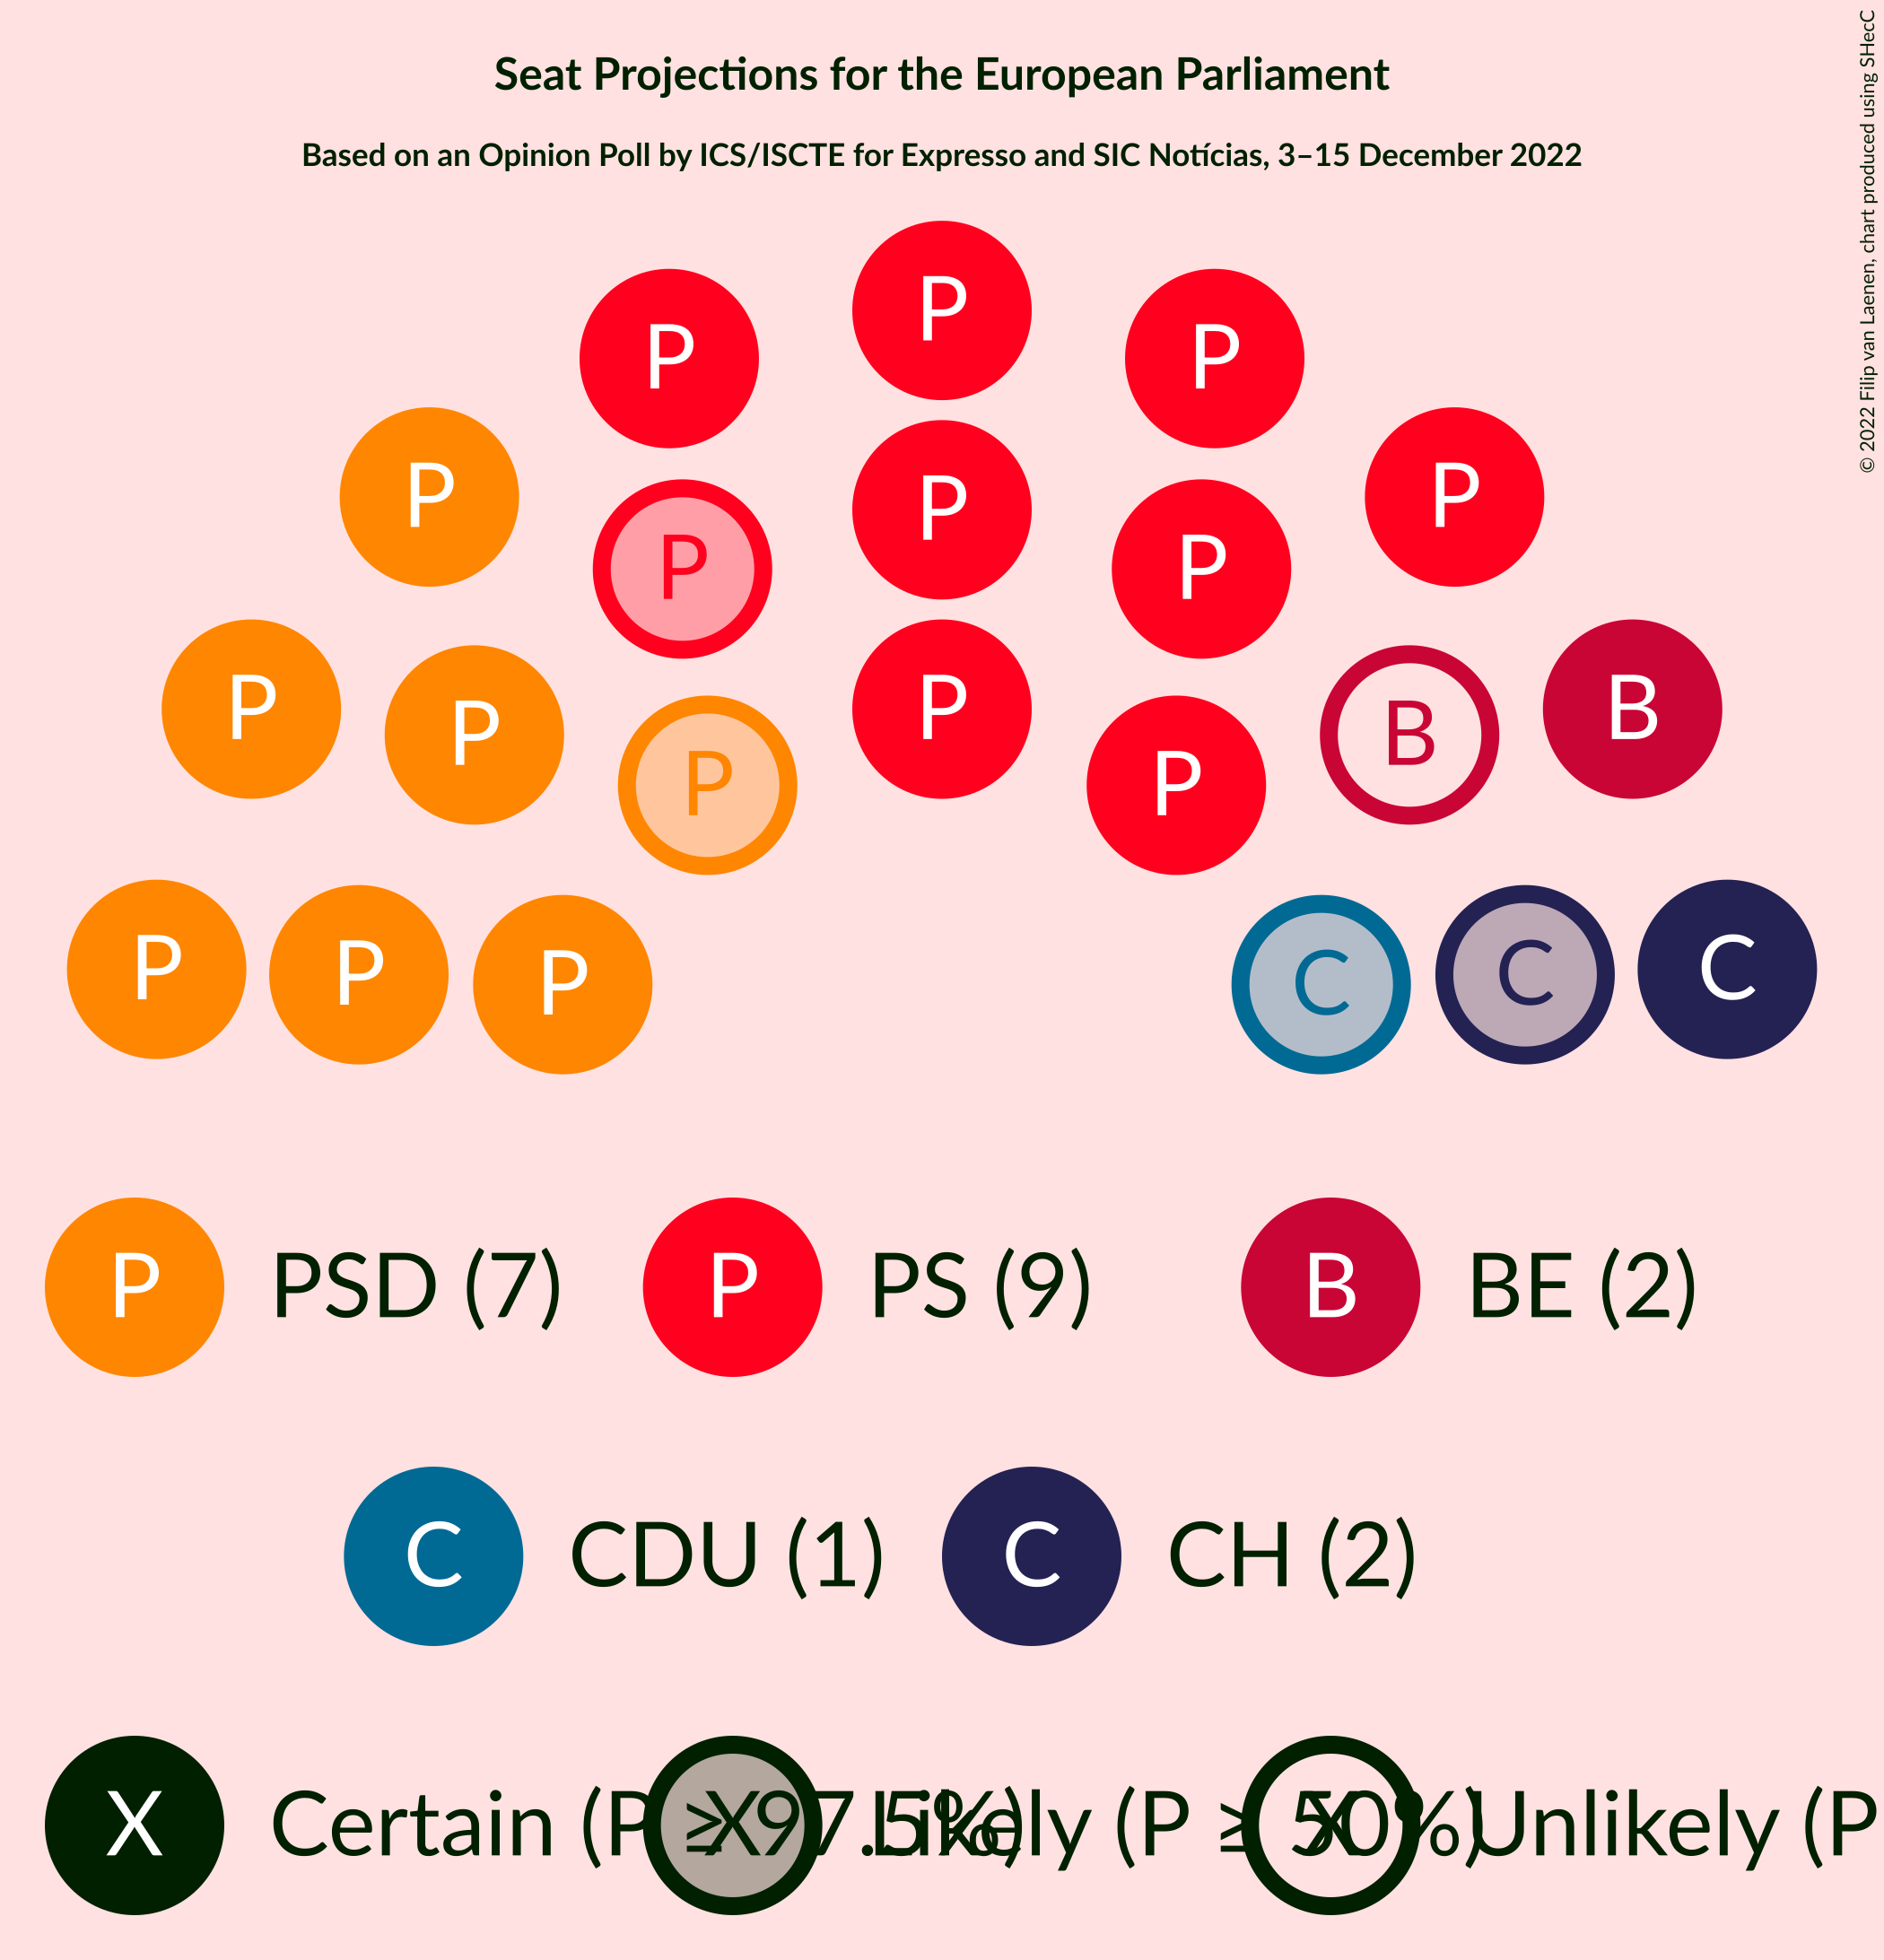 Seat Projections for the European Parliament
Based on an Opinion Poll by ICS/ISCTE for Expresso and SIC Notícias, 3–15 December 2022
© 2022 Filip van Laenen, chart produced using SHecC
P
P P
P P
P
P P
P
P B
P B
P P
P P
P P P C C C
P PSD (7) P PS (9) B BE (2)
C CDU (1) C CH (2)
X Certain (P ≥ 97.5%) X Likely (P ≥ 50%) X Unlikely (P